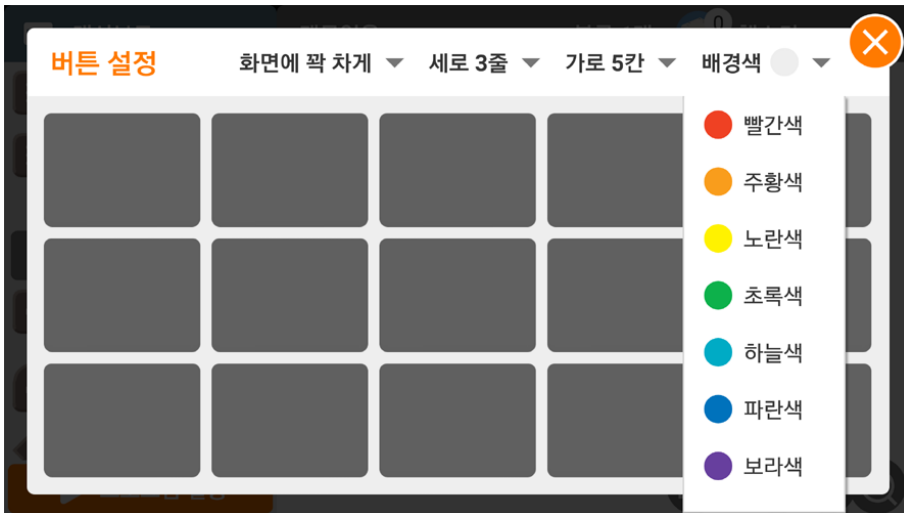 버튼 설정 화면에 꽉 차게 세로 3줄 가로 5칸 배경색
0
빨간색
주황색
노란색
초록색
하늘색
파란색
보라색